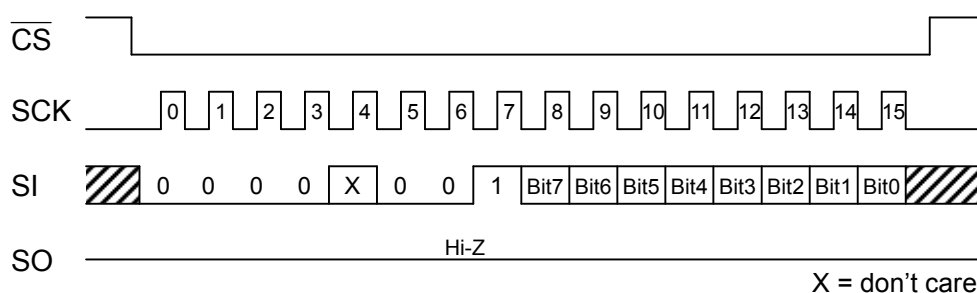 CS
SCK 0 1 2 3 4 5 6 7 8 9 10 11 12 13 14 15
SI 0 0 0 0 X 0 0 1 Bit7 Bit6 Bit5 Bit4 Bit3 Bit2 Bit1 Bit0
Hi-Z
SO
X = don't care